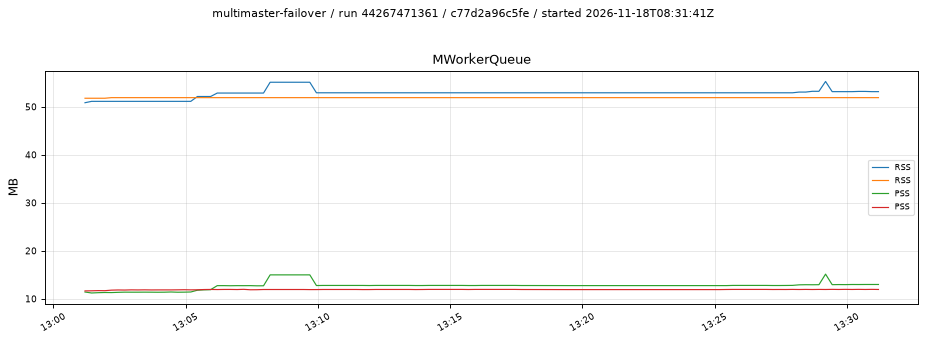 multimaster-failover / run 44267471361 / c77d2a96c5fe / started 2026-11-18T08:31:41Z
MWorkerQueue
MB
50
40
30
20
10
RSS
RSS
PSS
PSS
13:00
13:05
13:10
13:15
13:20
13:25
13:30